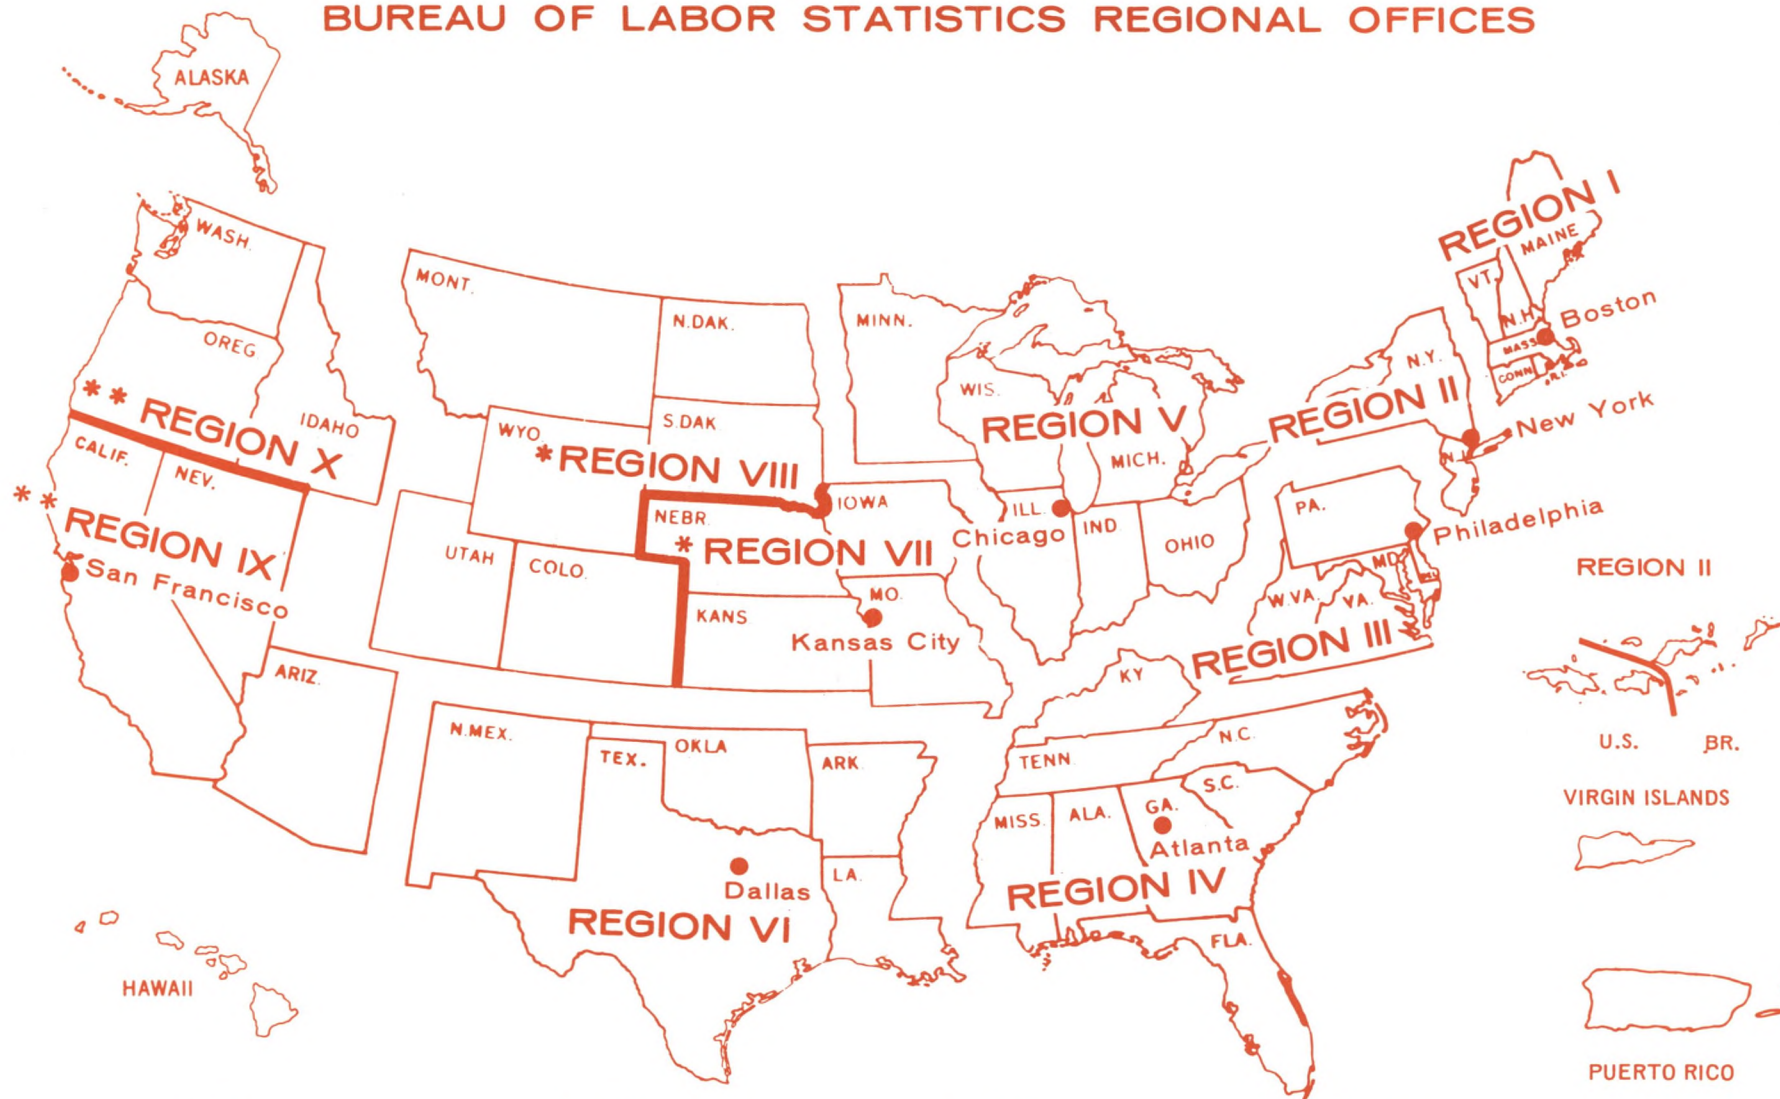 BUREAU OF LABOR STATISTICS REGIONAL OFFICES
ALASKA
REGION I
MAINE
VT.
N.H.
Boston
MASS
CONN
R.I.
WASH.
OREG
IDAHO
** REGION X
MONT.
N.DAK.
S.DAK
WYO.
*REGION VIII
MINN.
WIS.
REGION V
MICH.
N.Y.
REGION II
New York
N.J.
CALIF.
NEV.
** REGION IX
San Francisco
UTAH
COLO.
NEBR.
IOWA
* REGION VII
KANS
MO.
Kansas City
ILL.
Chicago
IND.
OHIO
PA.
Philadelphia
MD.
DEL
W.VA.
VA.
REGION III
REGION II
U.S. BR.
VIRGIN ISLANDS
ARIZ.
N.MEX.
TEX.
OKLA
ARK.
LA.
Dallas
REGION VI
KY
TENN.
N.C.
S.C.
MISS.
ALA.
GA.
Atlanta
REGION IV
FLA.
HAWAII
PUERTO RICO